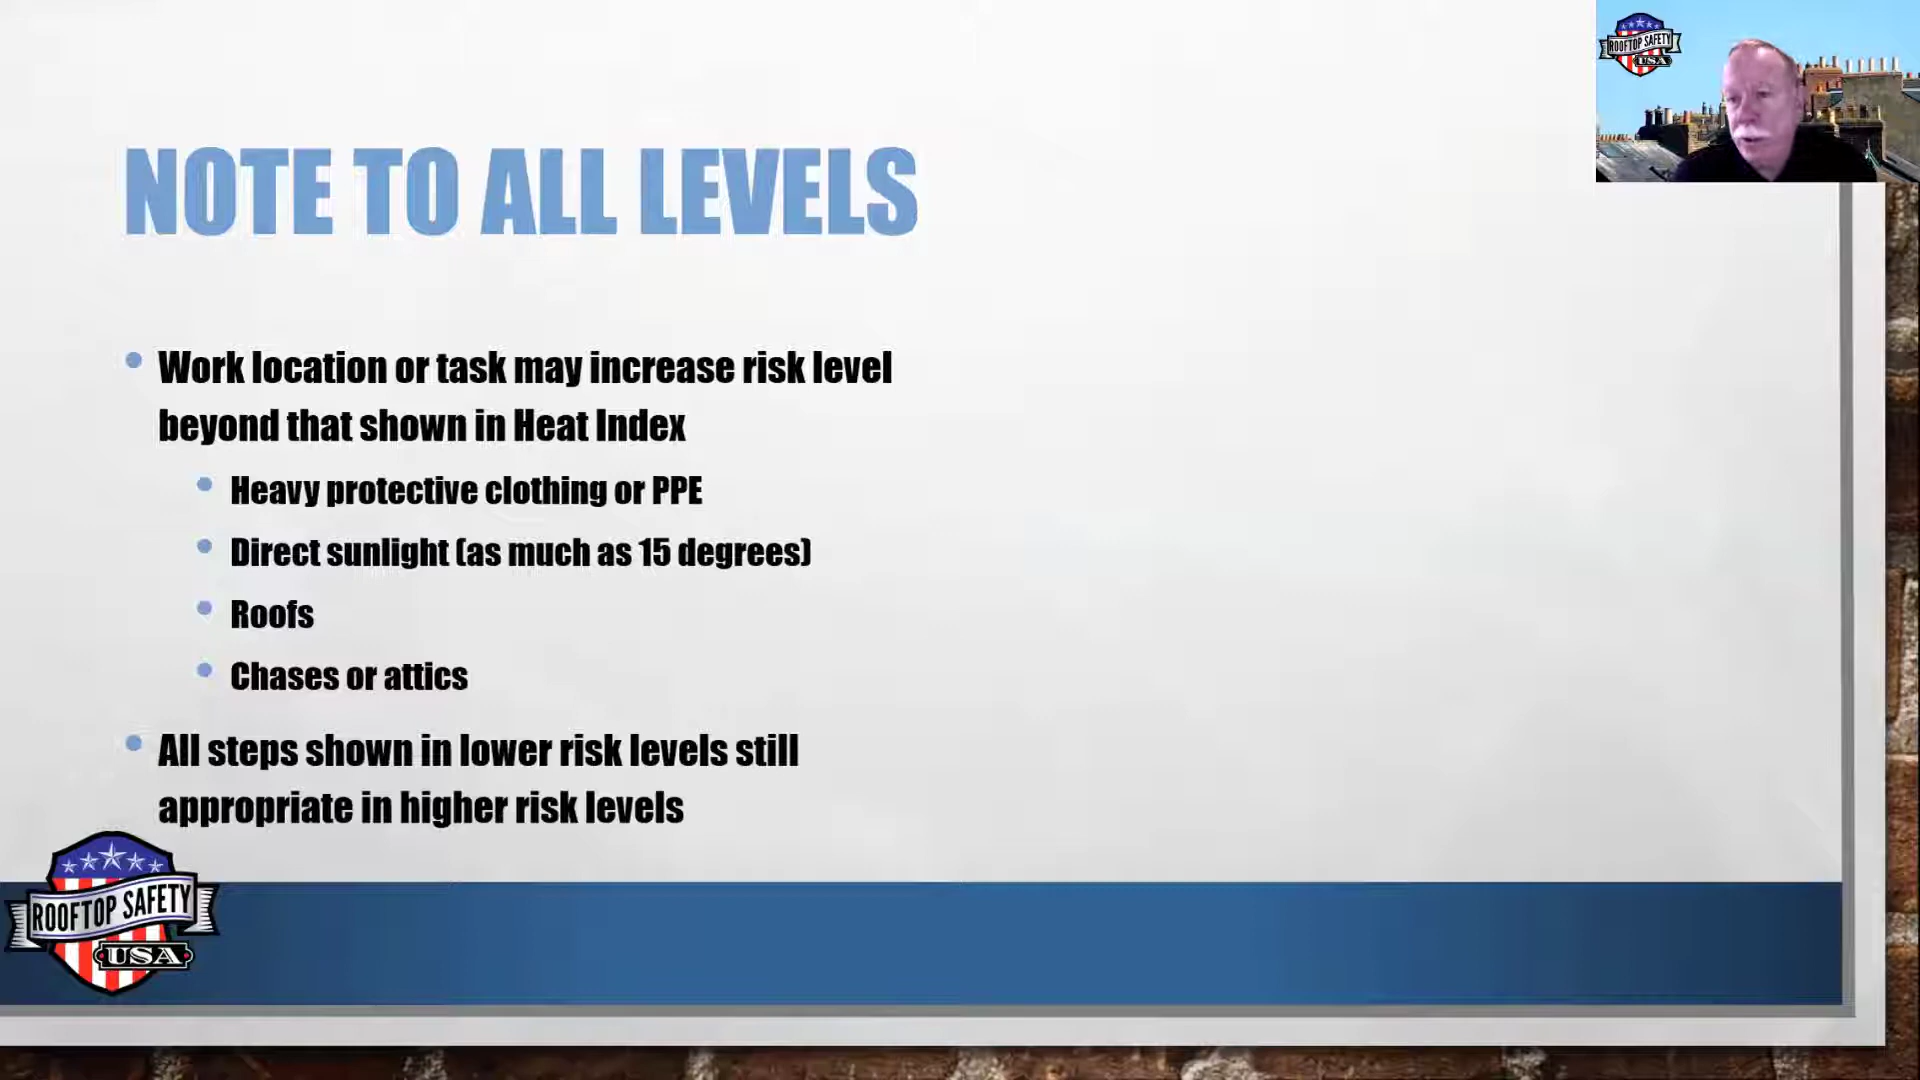 ROOFTOP SAFETY
USA
NOTE TO ALL LEVELS
Work location or task may increase risk level
beyond that shown in Heat Index
Heavy protective clothing or PPE
Direct sunlight (as much as 15 degrees)
Roofs
Chases or attics
All steps shown in lower risk levels still
appropriate in higher risk levels
ROOFTOP SAFETY
USA